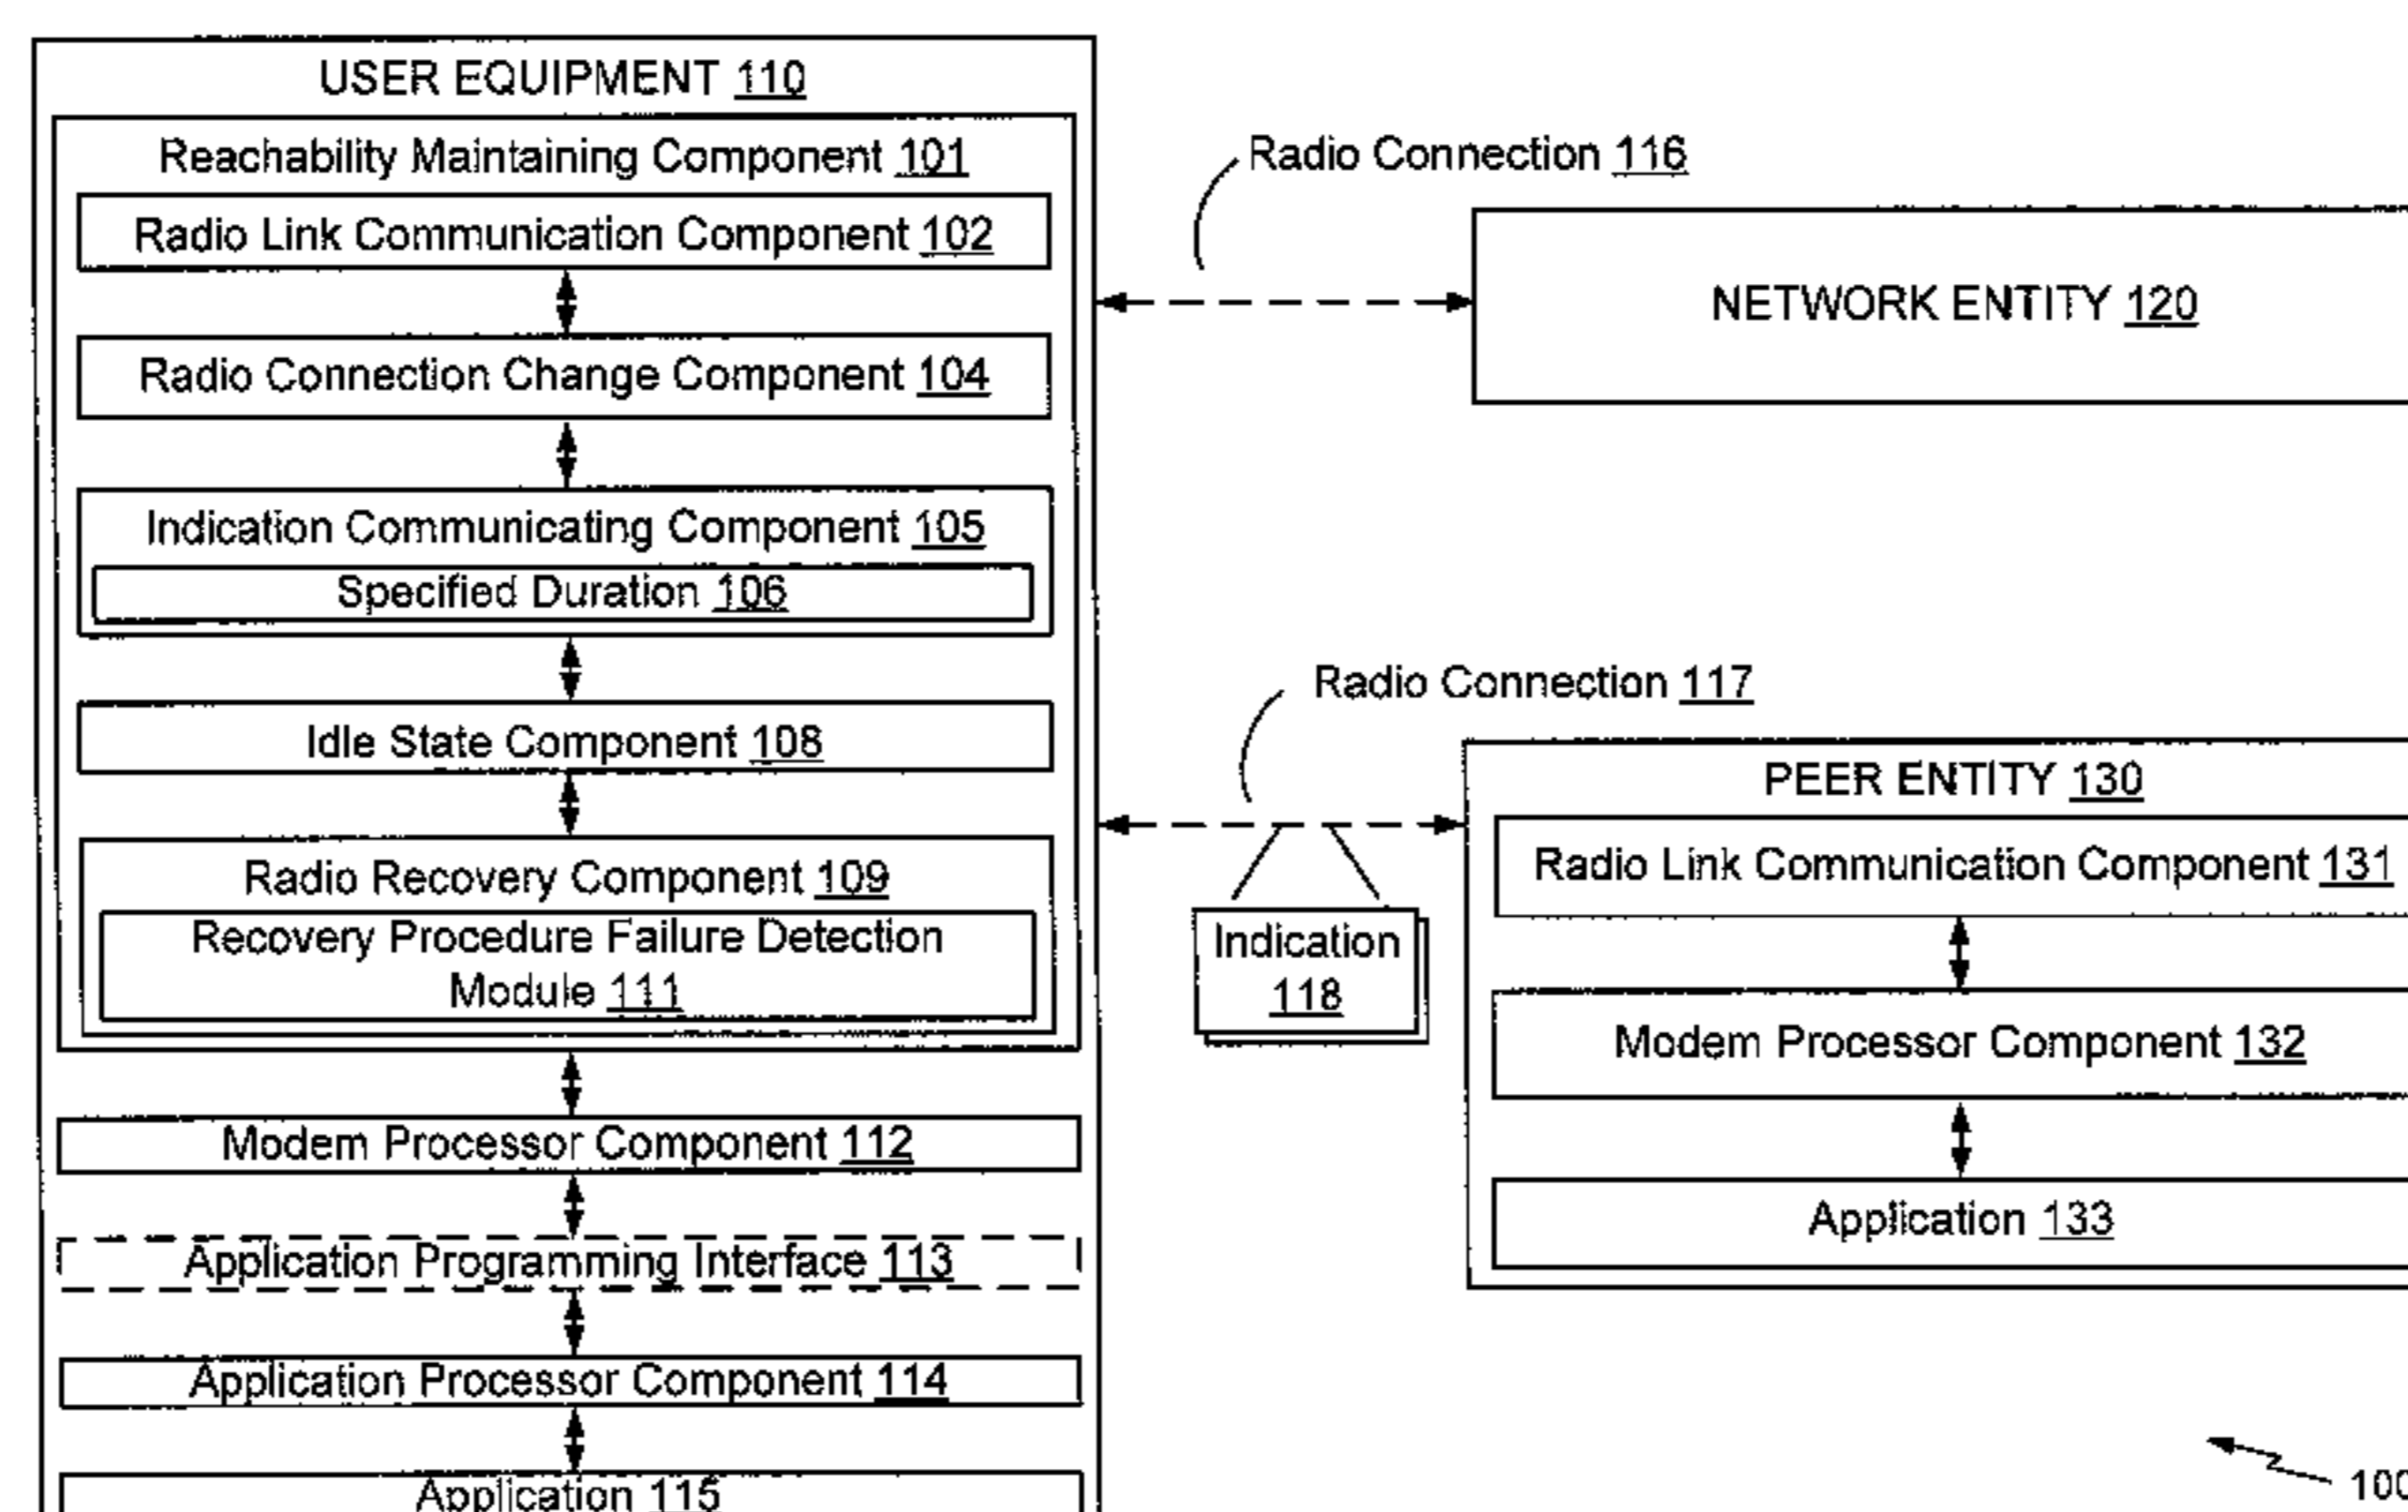 USER EQUIPMENT 110
Reachability Maintaining Component 101
Radio Link Communication Component 102
Radio Connection Change Component 104
Indication Communicating Component 105
Specified Duration 106
Idle State Component 108
Radio Recovery Component 109
Recovery Procedure Failure Detection
Module 111
Modem Processor Component 112
Application Programming Interface 113
Application Processor Component 114
Application 115
Radio Connection 116
NETWORK ENTITY 120
Radio Connection 117
Indication
118
PEER ENTITY 130
Radio Link Communication Component 131
Modem Processor Component 132
Application 133
100